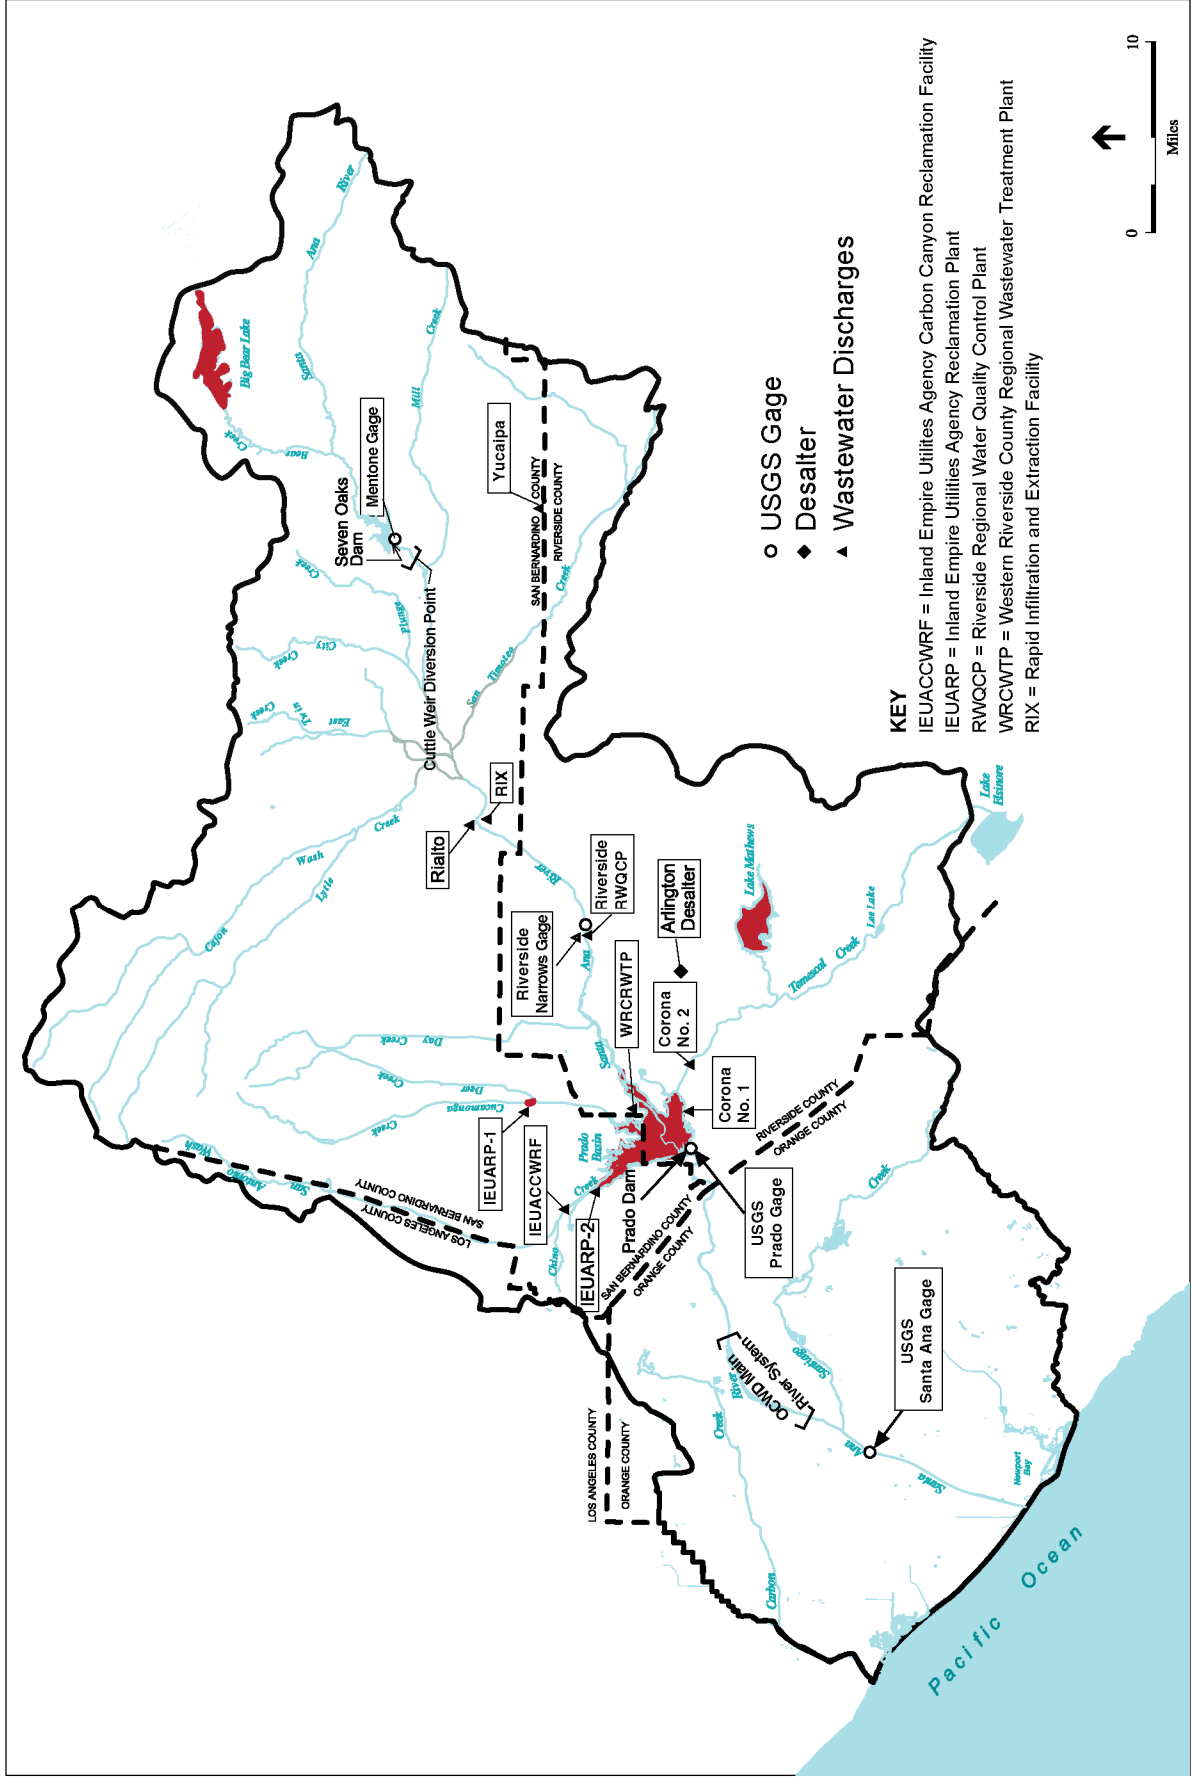 Big Bear Lake
Santa
Ana
River
Bear
Creek
Mill
Creek
Mentone Gage
Seven Oaks
Dam
Yucaipa
SAN BERNARDINO COUNTY
RIVERSIDE COUNTY
Plunge
Creek
City
Creek
East
Twin
Creek
Cuttle Weir Diversion Point
San
Timoteo
Creek
Cajon
Wash
Creek
Lytle
Rialto
RIX
River
Riverside
Narrows Gage
Riverside
RWQCP
Ana
Santa
WRCRWTP
Arlington
Desalter
Corona
No. 2
Corona
No. 1
Lake Mathews
Temescal
Creek
Lee Lake
Lake
Elsinore
Day
Creek
Deer
Creek
Cucamonga
Creek
IEUARP-1
IEUACCWRF
IEUARP-2
Prado
Basin
Prado Dam
Chino
Creek
San
Antonio
Wash
LOS ANGELES COUNTY
SAN BERNARDINO COUNTY
SAN BERNARDINO COUNTY
ORANGE COUNTY
RIVERSIDE COUNTY
ORANGE COUNTY
LOS ANGELES COUNTY
ORANGE COUNTY
USGS
Prado Gage
OCWD Main
River System
Santiago
Creek
USGS
Santa Ana Gage
Carbon
Creek
River
Ana
Santa
Newport
Bay
Pacific Ocean
USGS Gage
Desalter
Wastewater Discharges
KEY
IEUACCWRF = Inland Empire Utilites Agency Carbon Canyon Reclamation Facility
IEUARP = Inland Empire Utilities Agency Reclamation Plant
RWQCP = Riverside Regional Water Quality Control Plant
WRCWTP = Western Riverside County Regional Wastewater Treatment Plant
RIX = Rapid Infiltration and Extraction Facility
0
10
Miles